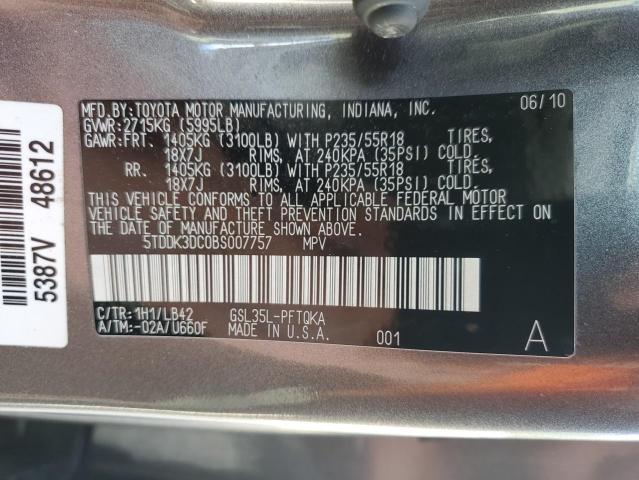 MFD.BY:TOYOTA MOTOR MANUFACTURING, INDIANA, INC. 06/10
GVWR:2715KG (5995LB)
GAWR:FRT. 1405KG (3100LB) WITH P235/55R18 TIRES,
18X7J RIMS, AT 240KPA (35PSI) COLD.
RR. 1405KG (3100LB) WITH P235/55R18 TIRES,
18X7J RIMS, AT 240KPA (35PSI) COLD.
THIS VEHICLE CONFORMS TO ALL APPLICABLE FEDERAL MOTOR
VEHICLE SAFETY AND THEFT PREVENTION STANDARDS IN EFFECT ON
THE DATE OF MANUFACTURE SHOWN ABOVE.
5TDDK3DC0BS007757 MPV
C/TR:1H1/LB42 GSL35L-PFTQKA
A/TM:-02A/U660F MADE IN U.S.A. 001 A
5387V 48612